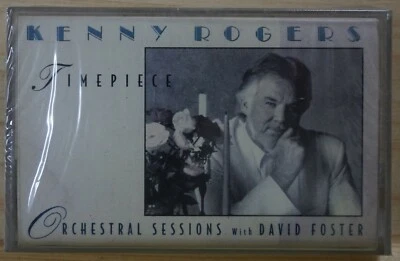 KENNY ROGERS
TIMEPIECE
ORCHESTRAL SESSIONS WITH DAVID FOSTER